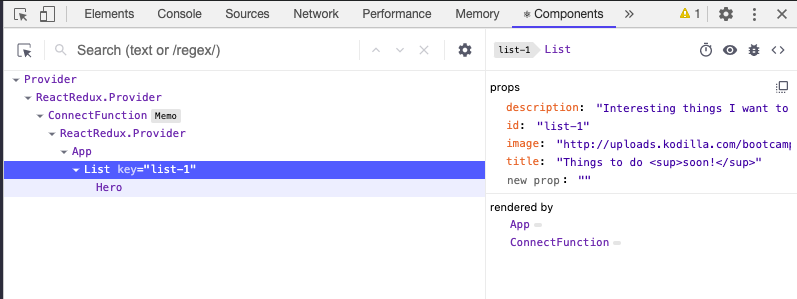 Elements Console Sources Network Performance Memory Components » 1
Search (text or /regex/)
list-1 List
Provider
ReactRedux.Provider
ConnectFunction Memo
ReactRedux.Provider
App
List key="list-1"
Hero
props
description: "Interesting things I want to
id: "list-1"
image: "http://uploads.kodilla.com/bootcamp
title: "Things to do <sup>soon!</sup>"
new prop: ""
rendered by
App
ConnectFunction